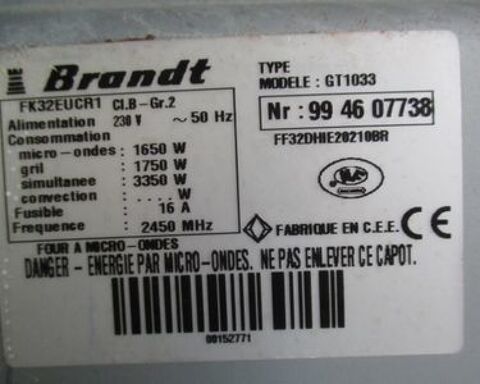 Brandt
TYPE
MODELE : GT1033
FK32EUCR1 Cl.B-Gr.2
Nr : 99 46 07738
Alimentation 230 V ~ 50 Hz
FF32DHIE20210BR
Consommation
micro-ondes : 1650 W
gril : 1750 W
simultanee : 3350 W
convection : .... W
Fusible : 16 A
Frequence : 2450 MHz
FABRIQUE EN C.E.E. CE
FOUR A MICRO-ONDES
DANGER - ENERGIE PAR MICRO-ONDES. NE PAS ENLEVER CE CAPOT.
00152771